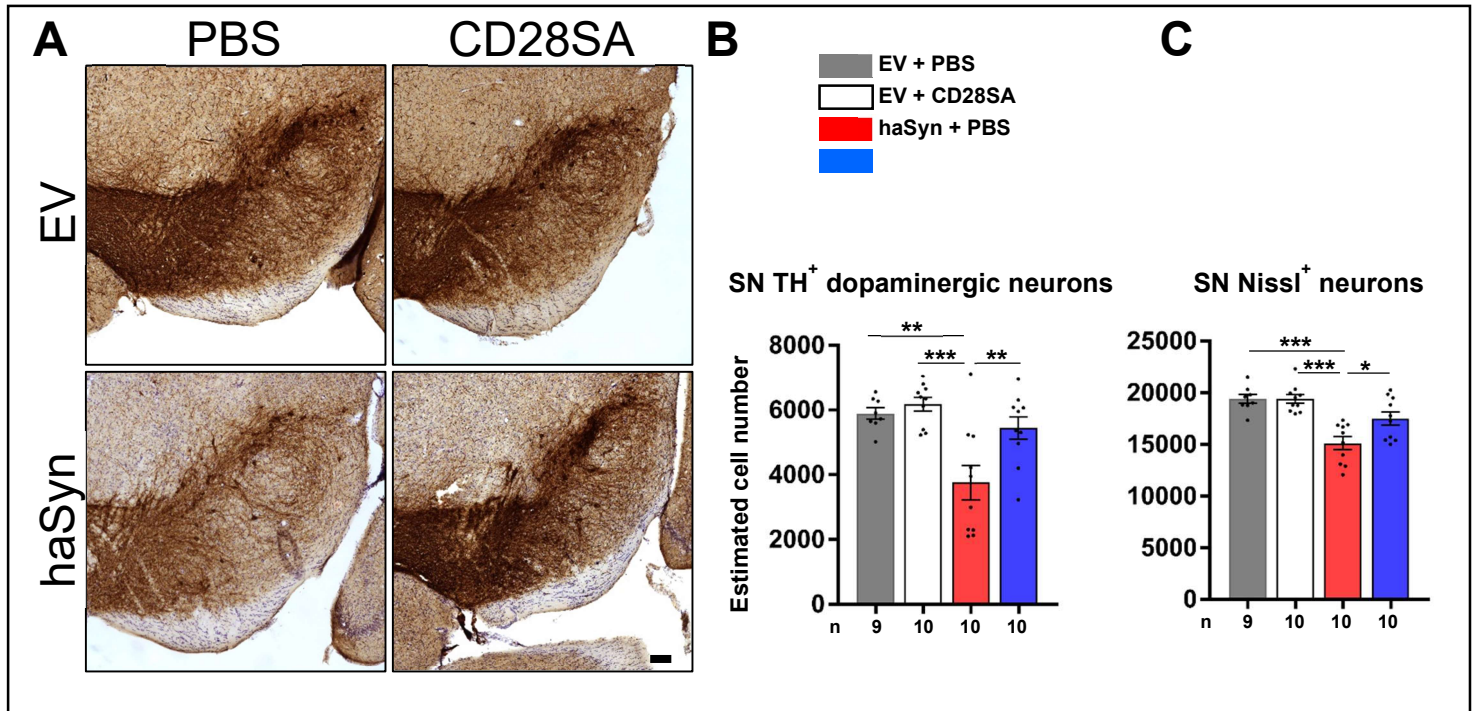 A
PBS
CD28SA
EV
haSyn
B
EV + PBS
EV + CD28SA
haSyn + PBS
SN TH+ dopaminergic neurons
Estimated cell number
8000
6000
4000
2000
0
**
***
**
n 9 10 10 10
C
SN Nissl+ neurons
25000
20000
15000
10000
5000
0
***
***
*
n 9 10 10 10